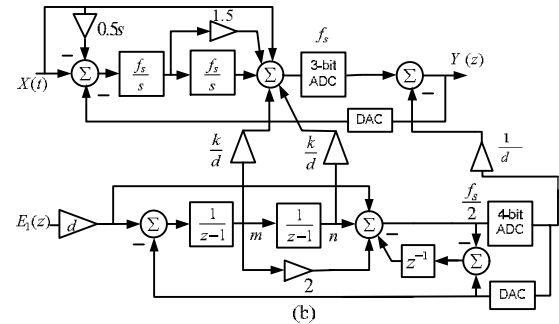 0.5s
1.5
f_s
X(t)
−
Σ
−
f_s/s
f_s/s
Σ
3-bit ADC
Σ
−
Y(z)
DAC
k/d
k/d
1/d
E_1(z)
d
Σ
−
1/(z−1)
m
1/(z−1)
n
Σ
−
f_s/2
4-bit ADC
−
z^{-1}
Σ
2
DAC
(b)